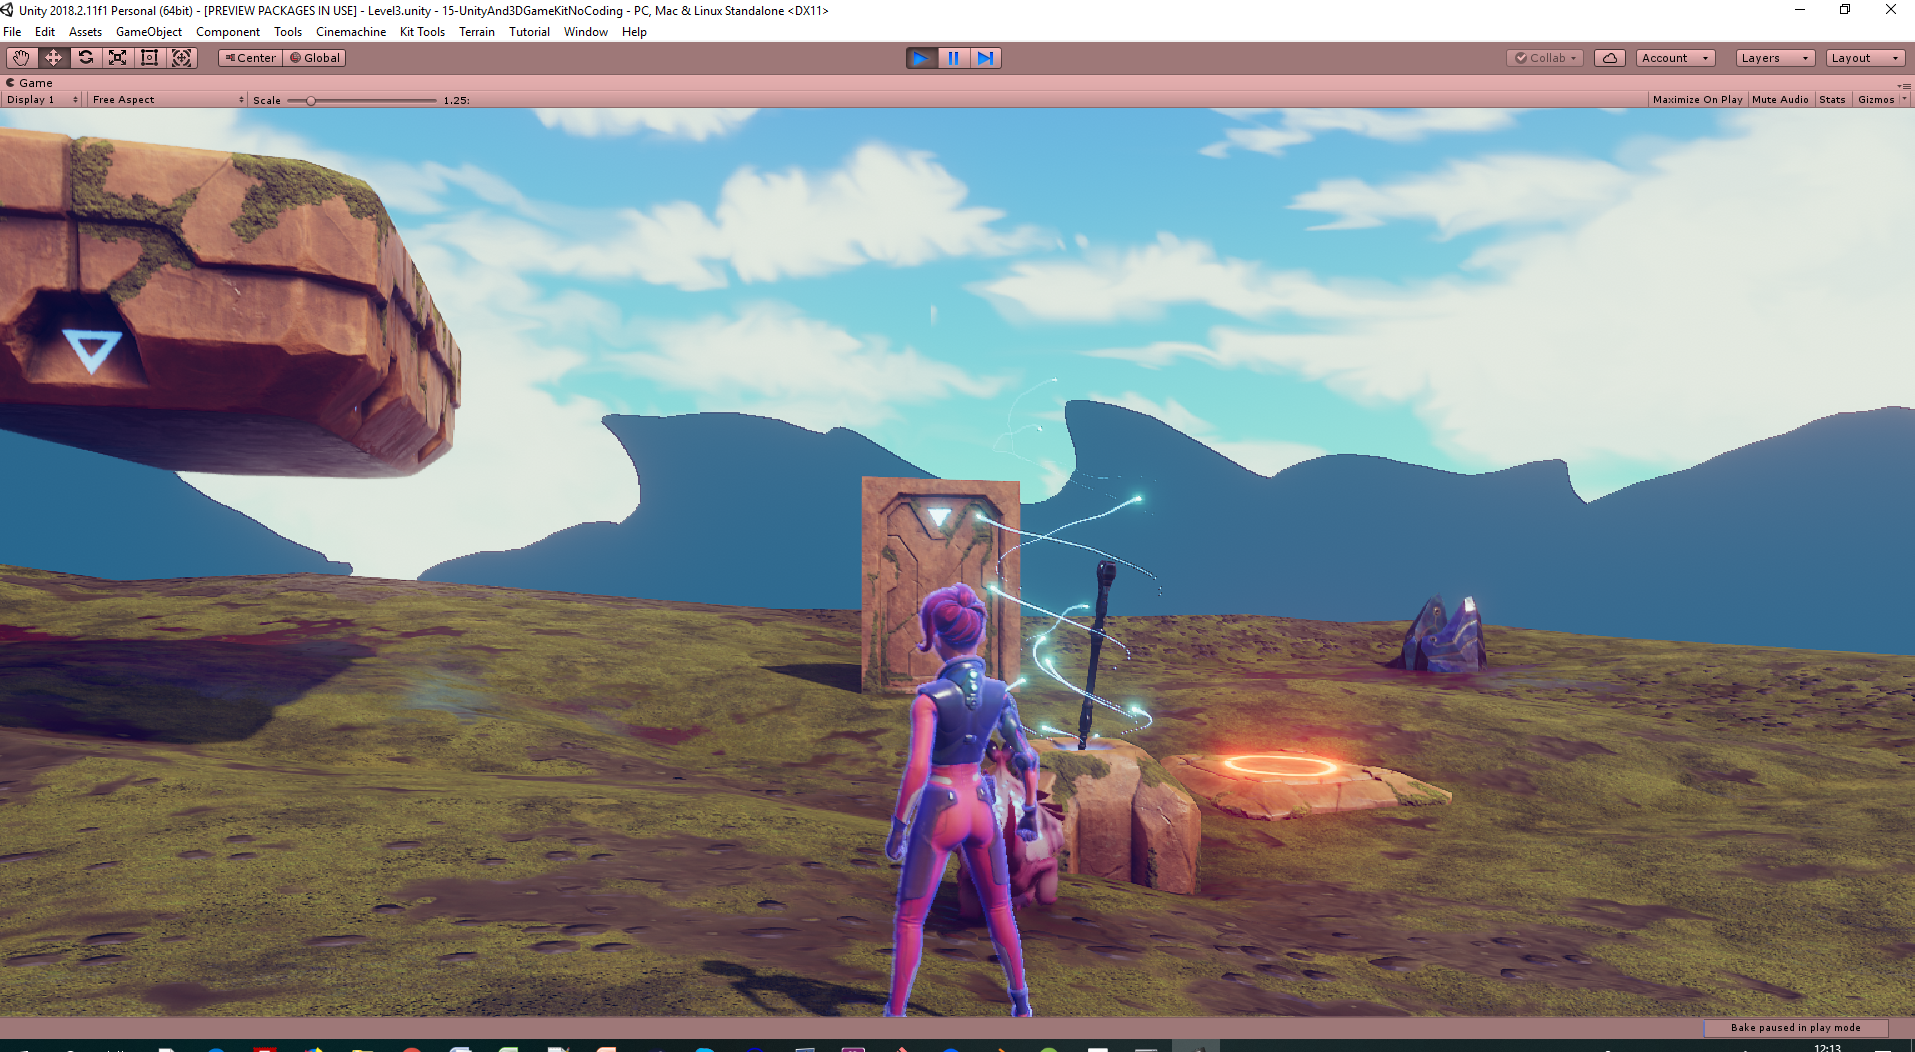 Unity 2018.2.11f1 Personal (64bit) - [PREVIEW PACKAGES IN USE] - Level3.unity - 15-UnityAnd3DGameKitNoCoding - PC, Mac & Linux Standalone <DX11>
File Edit Assets GameObject Component Tools Cinemachine Kit Tools Terrain Tutorial Window Help
Center Global Collab Account Layers Layout
Game
Display 1 Free Aspect Scale 1.25: Maximize On Play Mute Audio Stats Gizmos
Bake paused in play mode
12:13